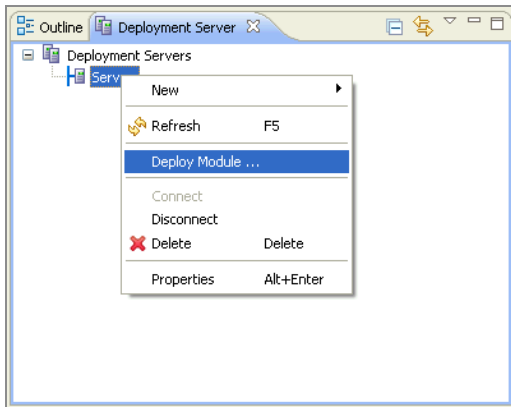 Outline Deployment Server
Deployment Servers
Serv
New
Refresh F5
Deploy Module ...
Connect
Disconnect
Delete Delete
Properties Alt+Enter